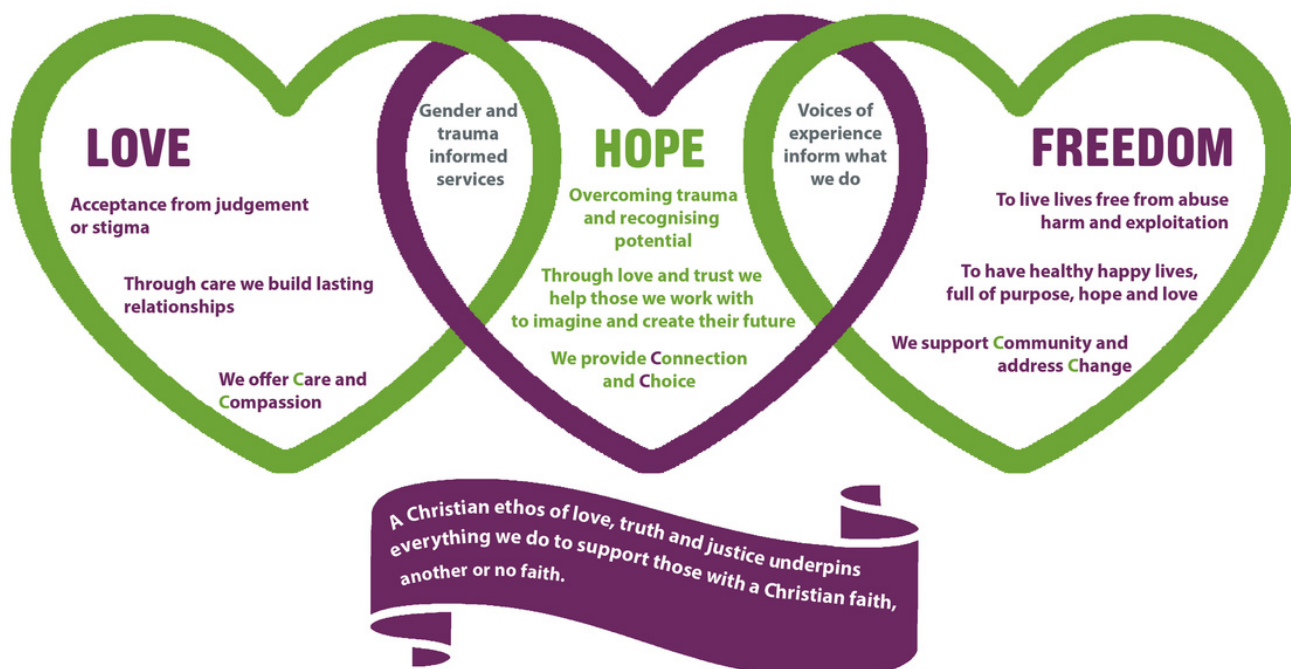 LOVE
Acceptance from judgement
or stigma
Through care we build lasting
relationships
We offer Care and
Compassion
Gender and
trauma
informed
services
HOPE
Overcoming trauma
and recognising
potential
Through love and trust we
help those we work with
to imagine and create their future
We provide Connection
and Choice
Voices of
experience
inform what
we do
FREEDOM
To live lives free from abuse
harm and exploitation
To have healthy happy lives,
full of purpose, hope and love
We support Community and
address Change
A Christian ethos of love, truth and justice underpins
everything we do to support those with a Christian faith,
another or no faith.